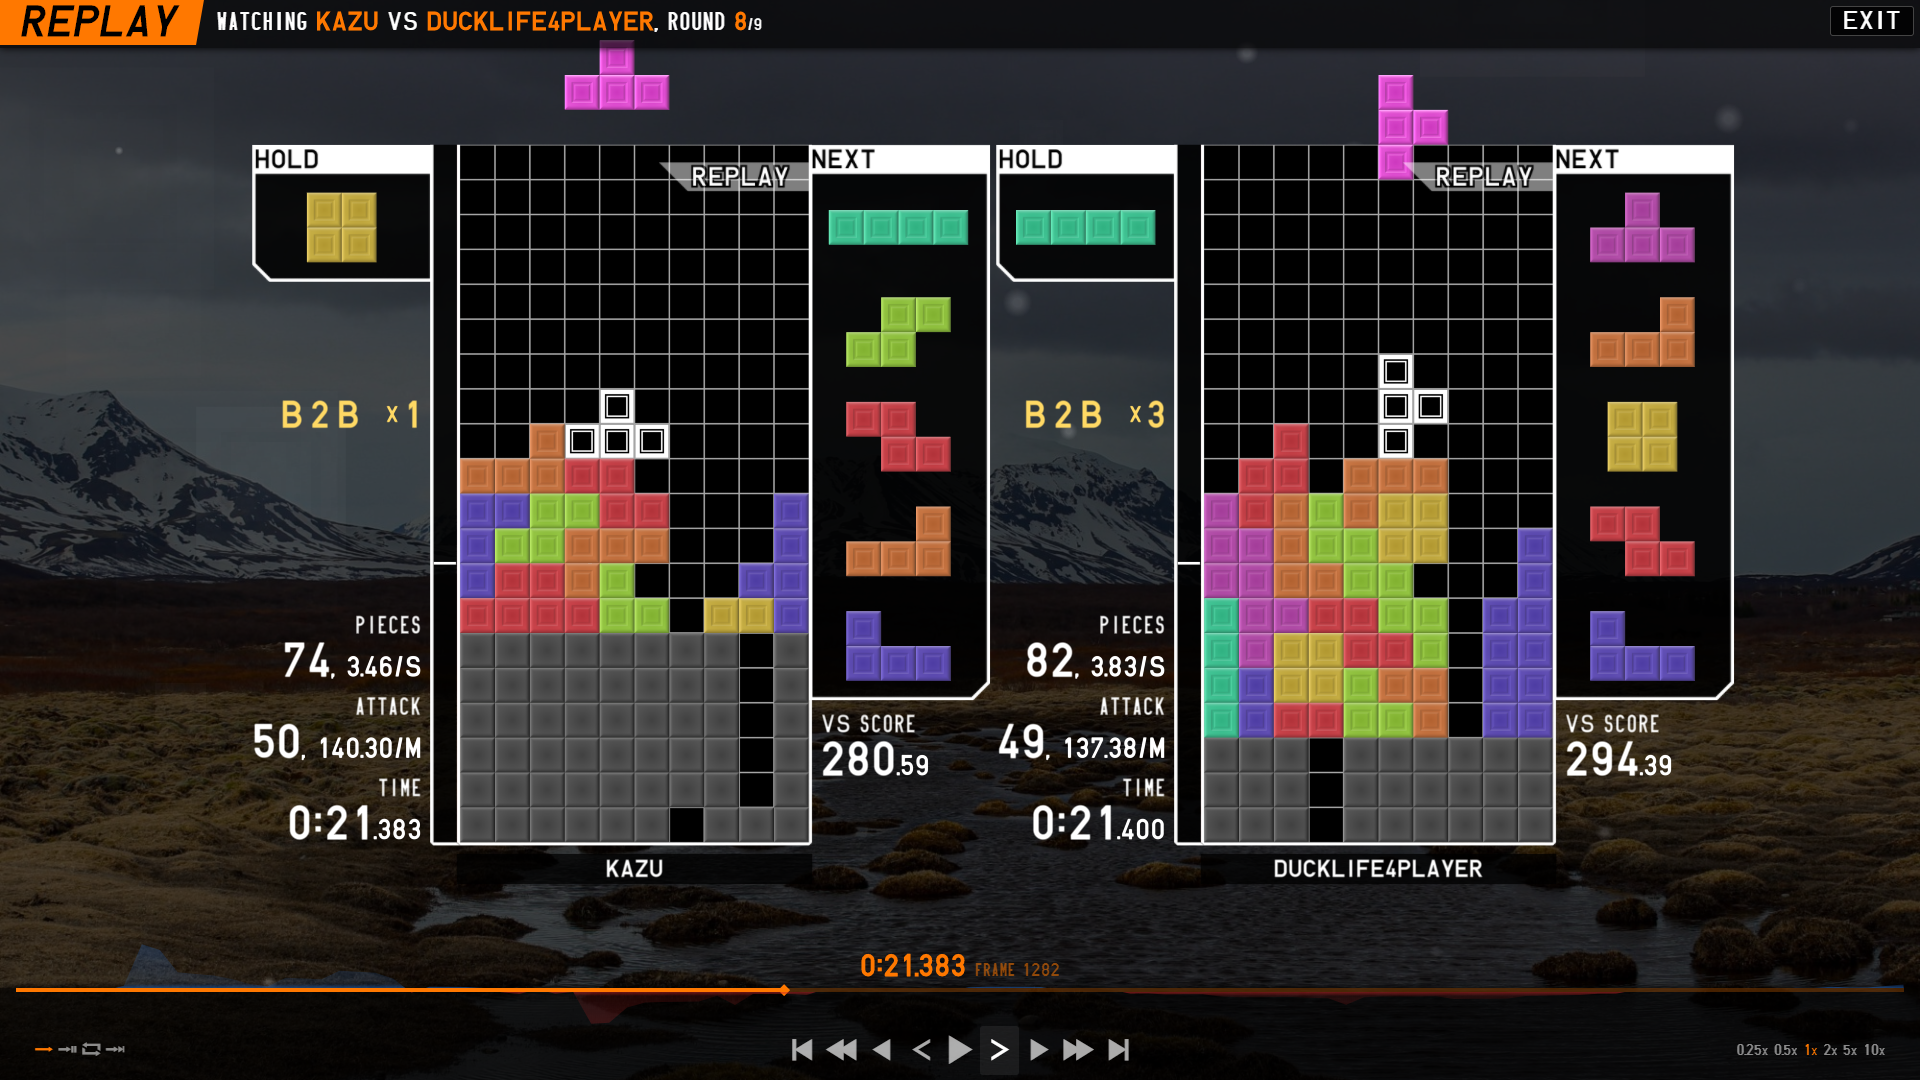 REPLAY
WATCHING KAZU VS DUCKLIFE4PLAYER, ROUND 8/9
EXIT
HOLD
REPLAY
NEXT
B2B x1
PIECES
74, 3.46/S
ATTACK
50, 140.30/M
TIME
0:21.383
VS SCORE
280.59
KAZU
HOLD
REPLAY
NEXT
B2B x3
PIECES
82, 3.83/S
ATTACK
49, 137.38/M
TIME
0:21.400
VS SCORE
294.39
DUCKLIFE4PLAYER
0:21.383 FRAME 1282
0.25x 0.5x 1x 2x 5x 10x